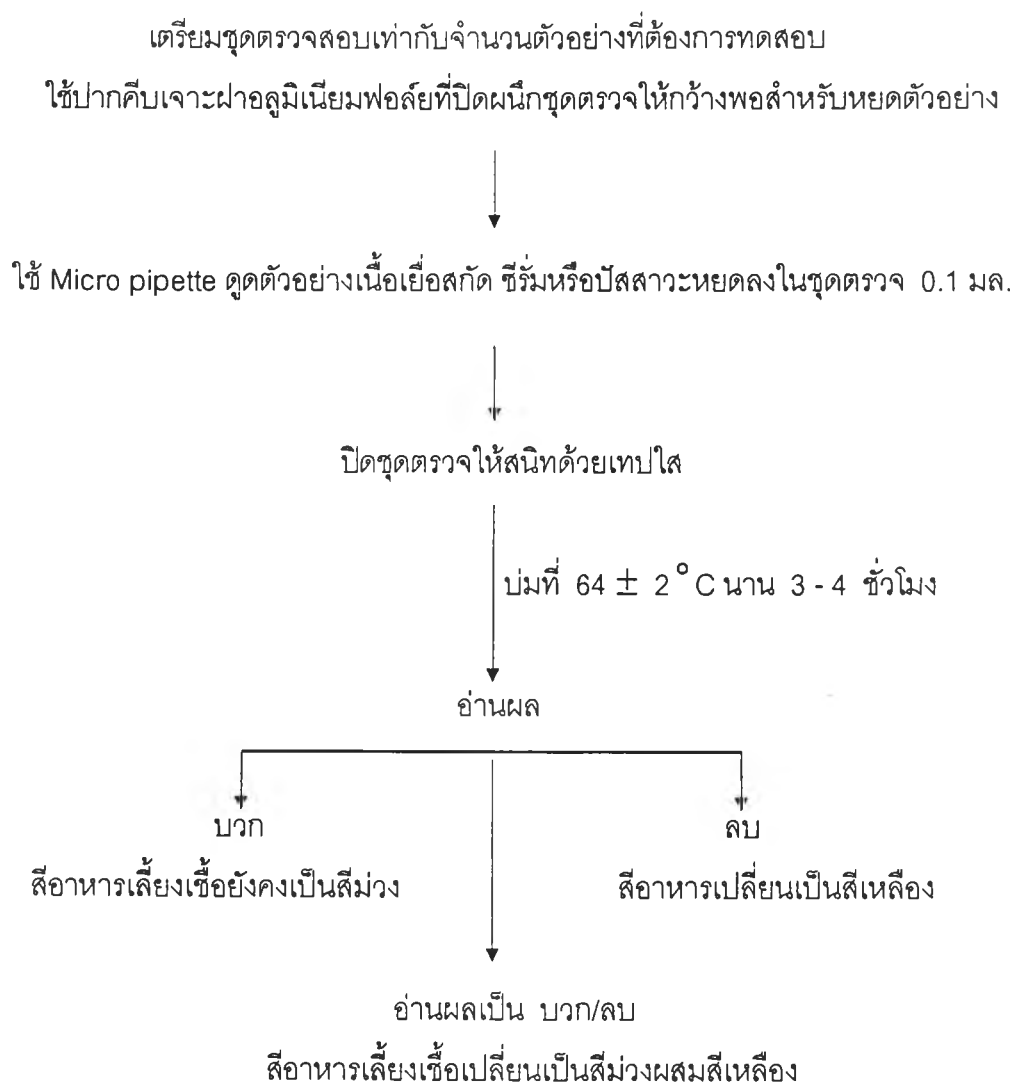 เตรียมชุดตรวจสอบเท่ากับจำนวนตัวอย่างที่ต้องการทดสอบ
ใช้ปากคีบเจาะฝาอลูมิเนียมฟอล์ยที่ปิดผนึกชุดตรวจให้กว้างพอสำหรับหยดตัวอย่าง
ใช้ Micro pipette ดูดตัวอย่างเนื้อเยื่อสกัด ซีรั่มหรือปัสสาวะหยดลงในชุดตรวจ 0.1 มล.
ปิดชุดตรวจให้สนิทด้วยเทปใส
บ่มที่ 64 ± 2 °C นาน 3 - 4 ชั่วโมง
อ่านผล
บวก ลบ
สีอาหารเลี้ยงเชื้อยังคงเป็นสีม่วง สีอาหารเปลี่ยนเป็นสีเหลือง
อ่านผลเป็น บวก/ลบ
สีอาหารเลี้ยงเชื้อเปลี่ยนเป็นสีม่วงผสมสีเหลือง